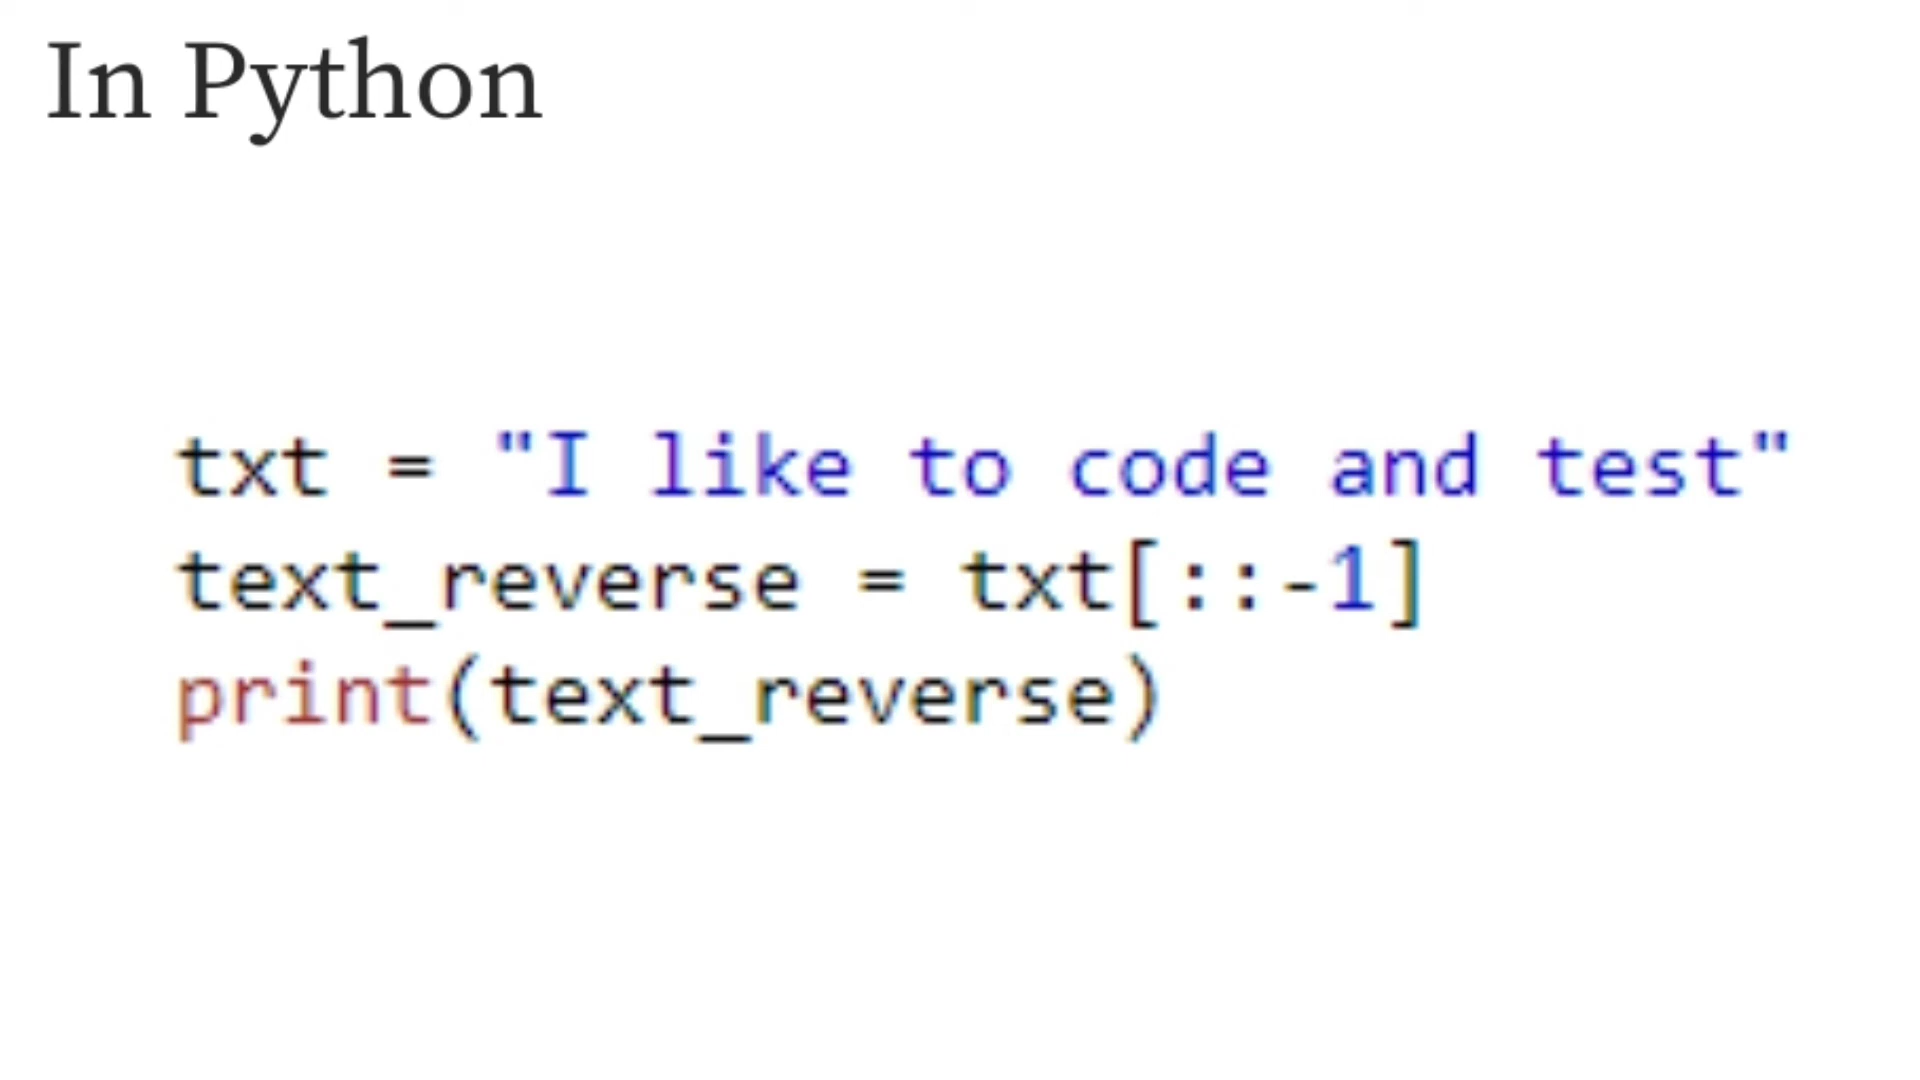 In Python
txt = "I like to code and test"
text_reverse = txt[::-1]
print(text_reverse)